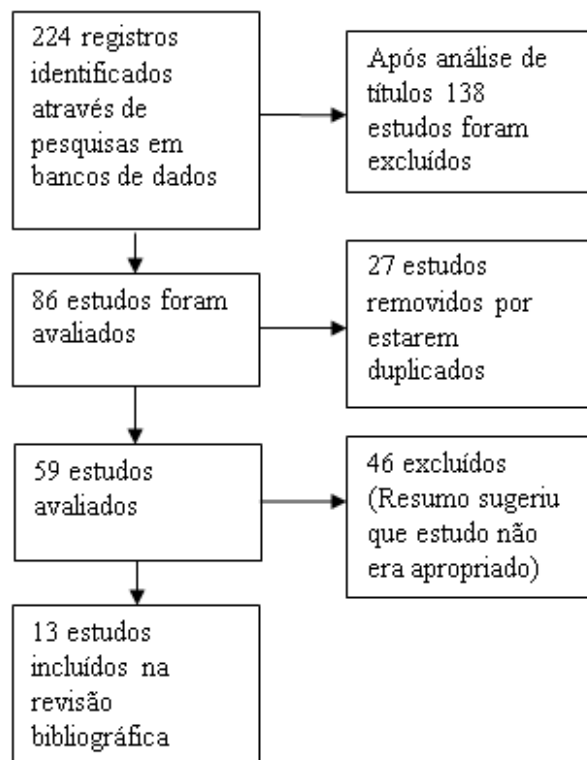 224 registros
identificados
através de
pesquisas em
bancos de dados
Após análise de
títulos 138
estudos foram
excluídos
86 estudos foram
avaliados
27 estudos
removidos por
estarem
duplicados
59 estudos
avaliados
46 excluídos
(Resumo sugeriu
que estudo não
era apropriado)
13 estudos
incluídos na
revisão
bibliográfica